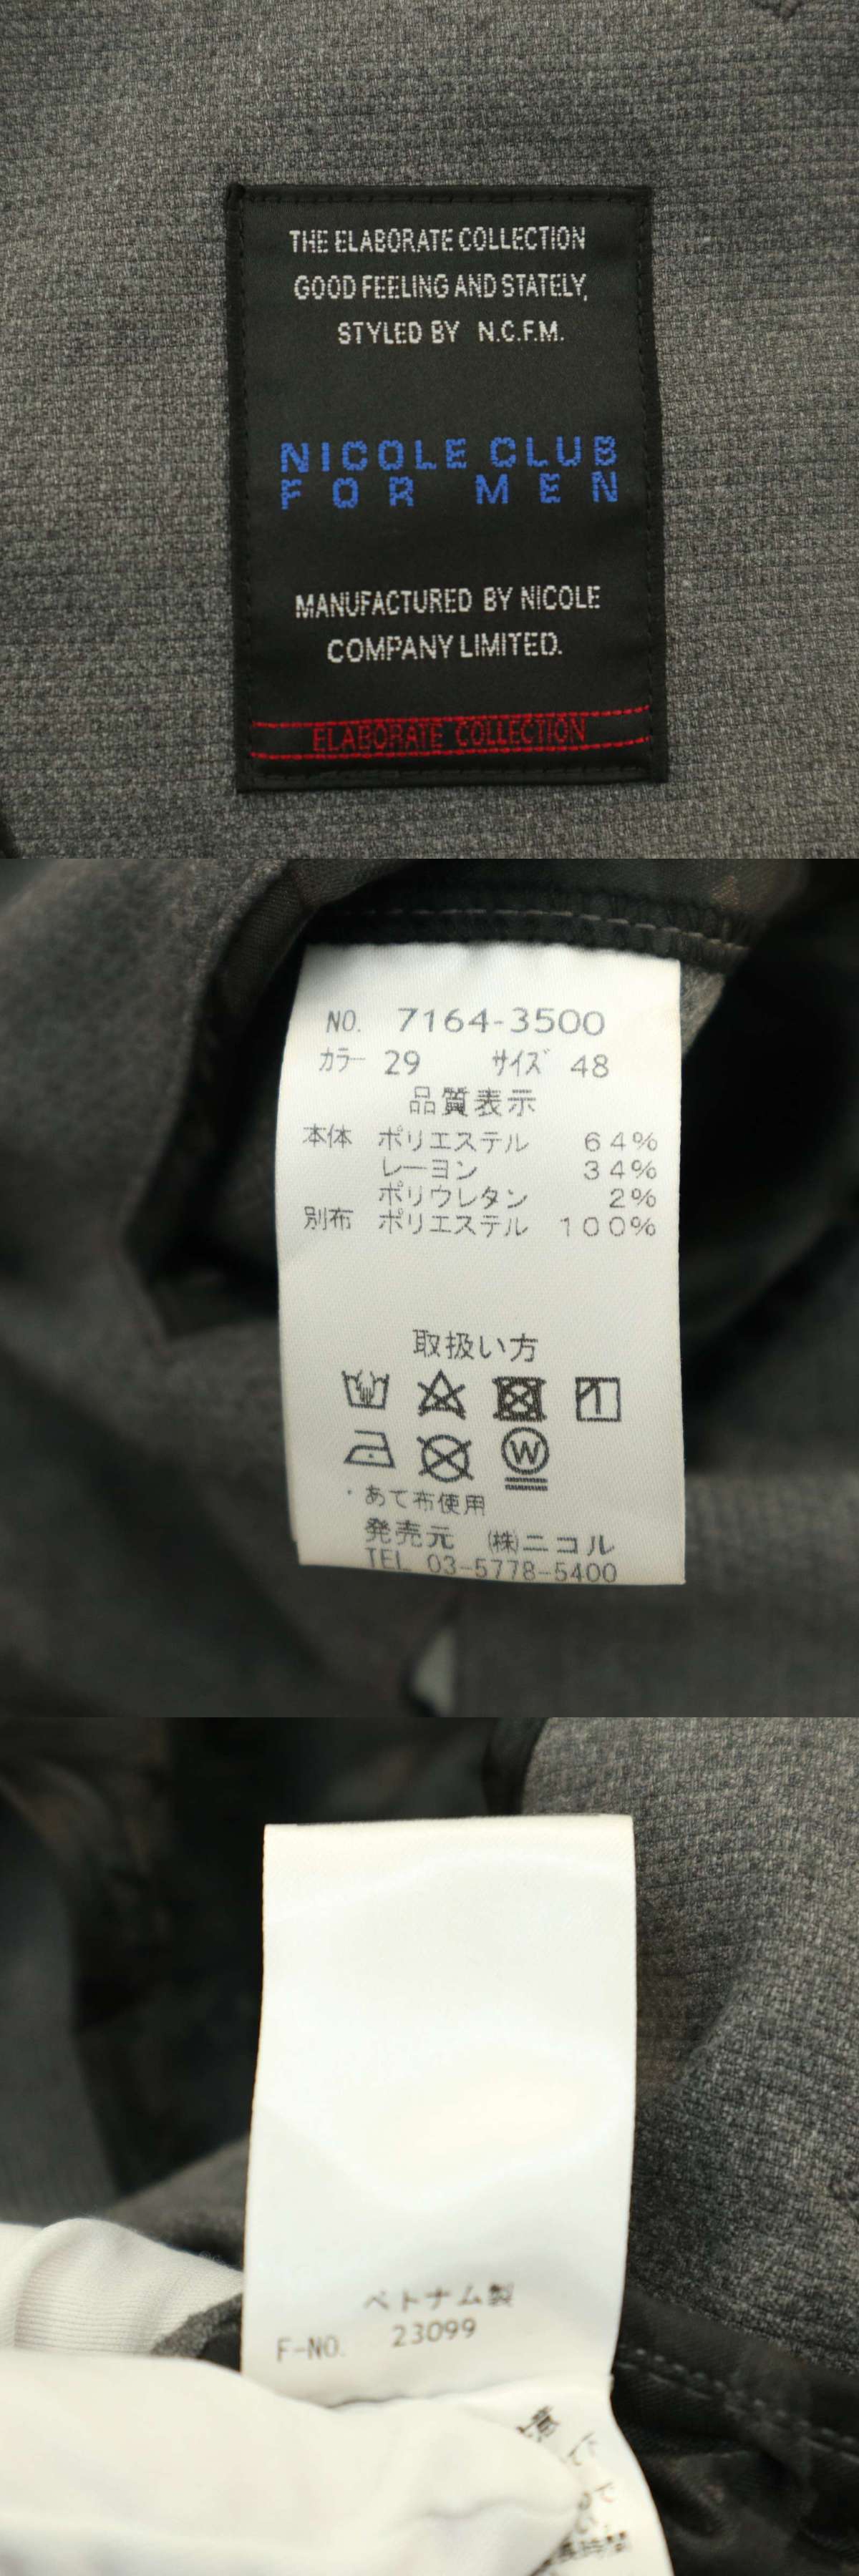 THE ELABORATE COLLECTION
GOOD FEELING AND STATELY,
STYLED BY N.C.F.M.
NICOLE CLUB
FOR MEN
MANUFACTURED BY NICOLE
COMPANY LIMITED.
ELABORATE COLLECTION
NO. 7164-3500
カラー 29 サイズ 48
品質表示
本体 ポリエステル 64%
レーヨン 34%
ポリウレタン 2%
別布 ポリエステル 100%
取扱い方
W
・あて布使用
発売元 ㈱ニコル
TEL 03-5778-5400
ベトナム製
F-NO. 23099